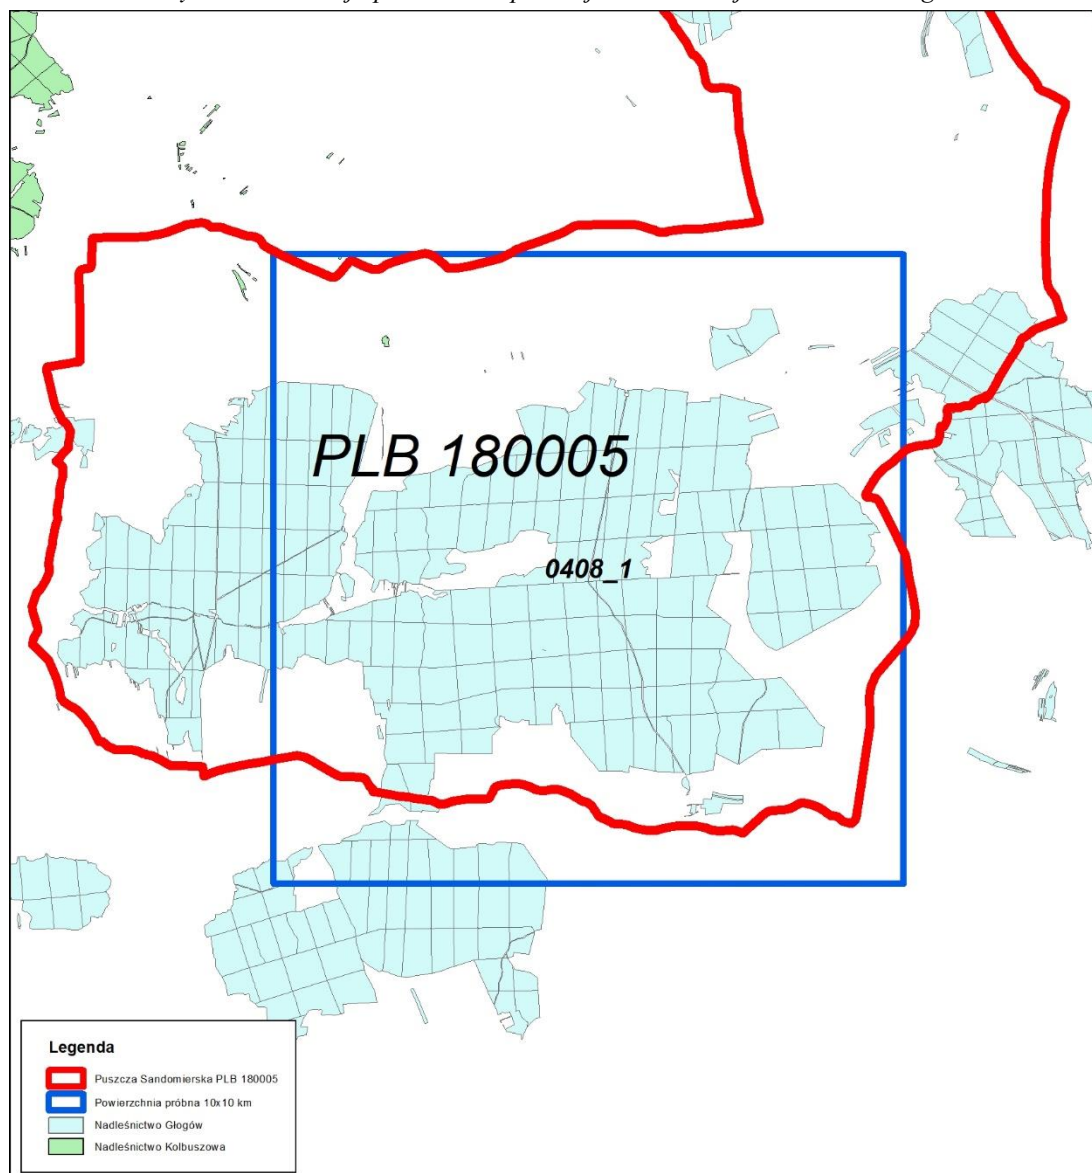 PLB 180005
0408_1
Legenda
Puszcza Sandomierska PLB 180005
Powierzchnia próbna 10x10 km
Nadleśnictwo Głogów
Nadleśnictwo Kolbuszowa